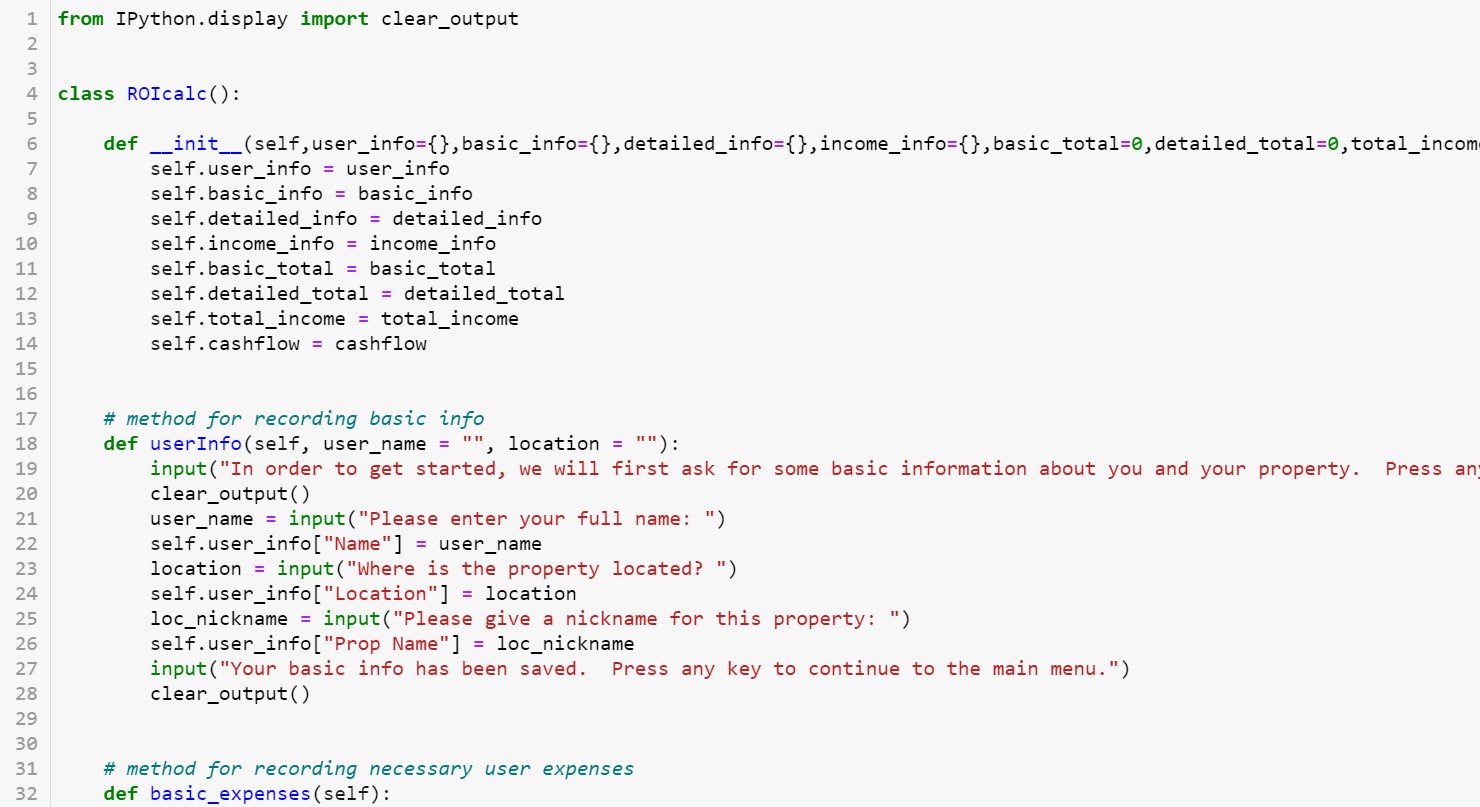 1 from IPython.display import clear_output
2
3
4 class ROIcalc():
5
6     def __init__(self,user_info={},basic_info={},detailed_info={},income_info={},basic_total=0,detailed_total=0,total_incom
7         self.user_info = user_info
8         self.basic_info = basic_info
9         self.detailed_info = detailed_info
10         self.income_info = income_info
11         self.basic_total = basic_total
12         self.detailed_total = detailed_total
13         self.total_income = total_income
14         self.cashflow = cashflow
15
16
17     # method for recording basic info
18     def userInfo(self, user_name = "", location = ""):
19         input("In order to get started, we will first ask for some basic information about you and your property.  Press any
20         clear_output()
21         user_name = input("Please enter your full name: ")
22         self.user_info["Name"] = user_name
23         location = input("Where is the property located? ")
24         self.user_info["Location"] = location
25         loc_nickname = input("Please give a nickname for this property: ")
26         self.user_info["Prop Name"] = loc_nickname
27         input("Your basic info has been saved.  Press any key to continue to the main menu.")
28         clear_output()
29
30
31     # method for recording necessary user expenses
32     def basic_expenses(self):